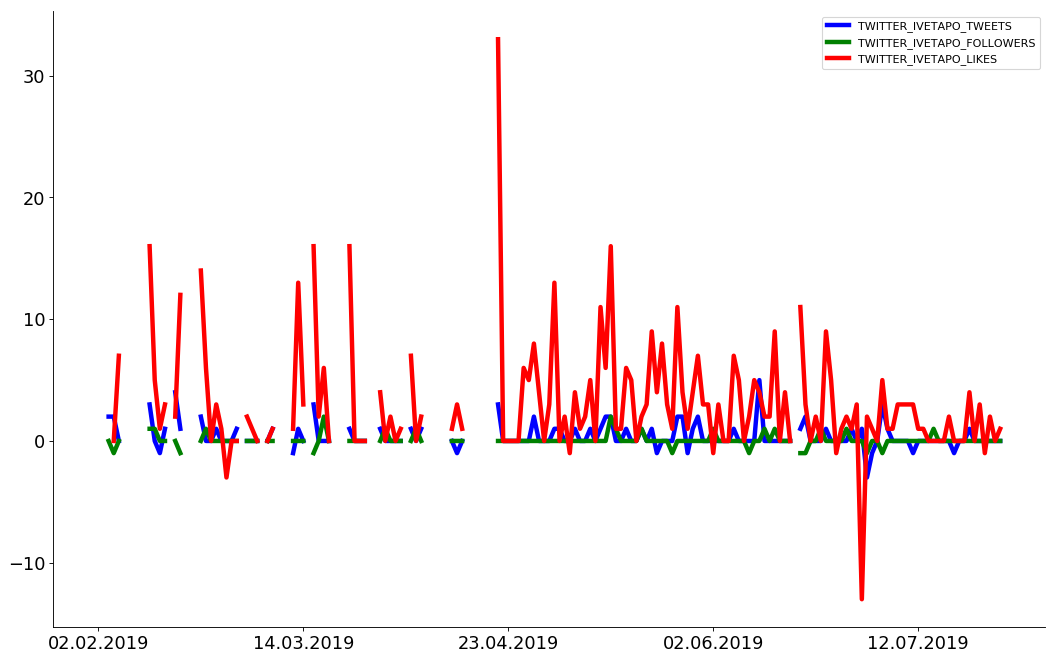 TWITTER_IVETAPO_TWEETS
TWITTER_IVETAPO_FOLLOWERS
TWITTER_IVETAPO_LIKES
30
20
10
0
−10
02.02.2019 14.03.2019 23.04.2019 02.06.2019 12.07.2019